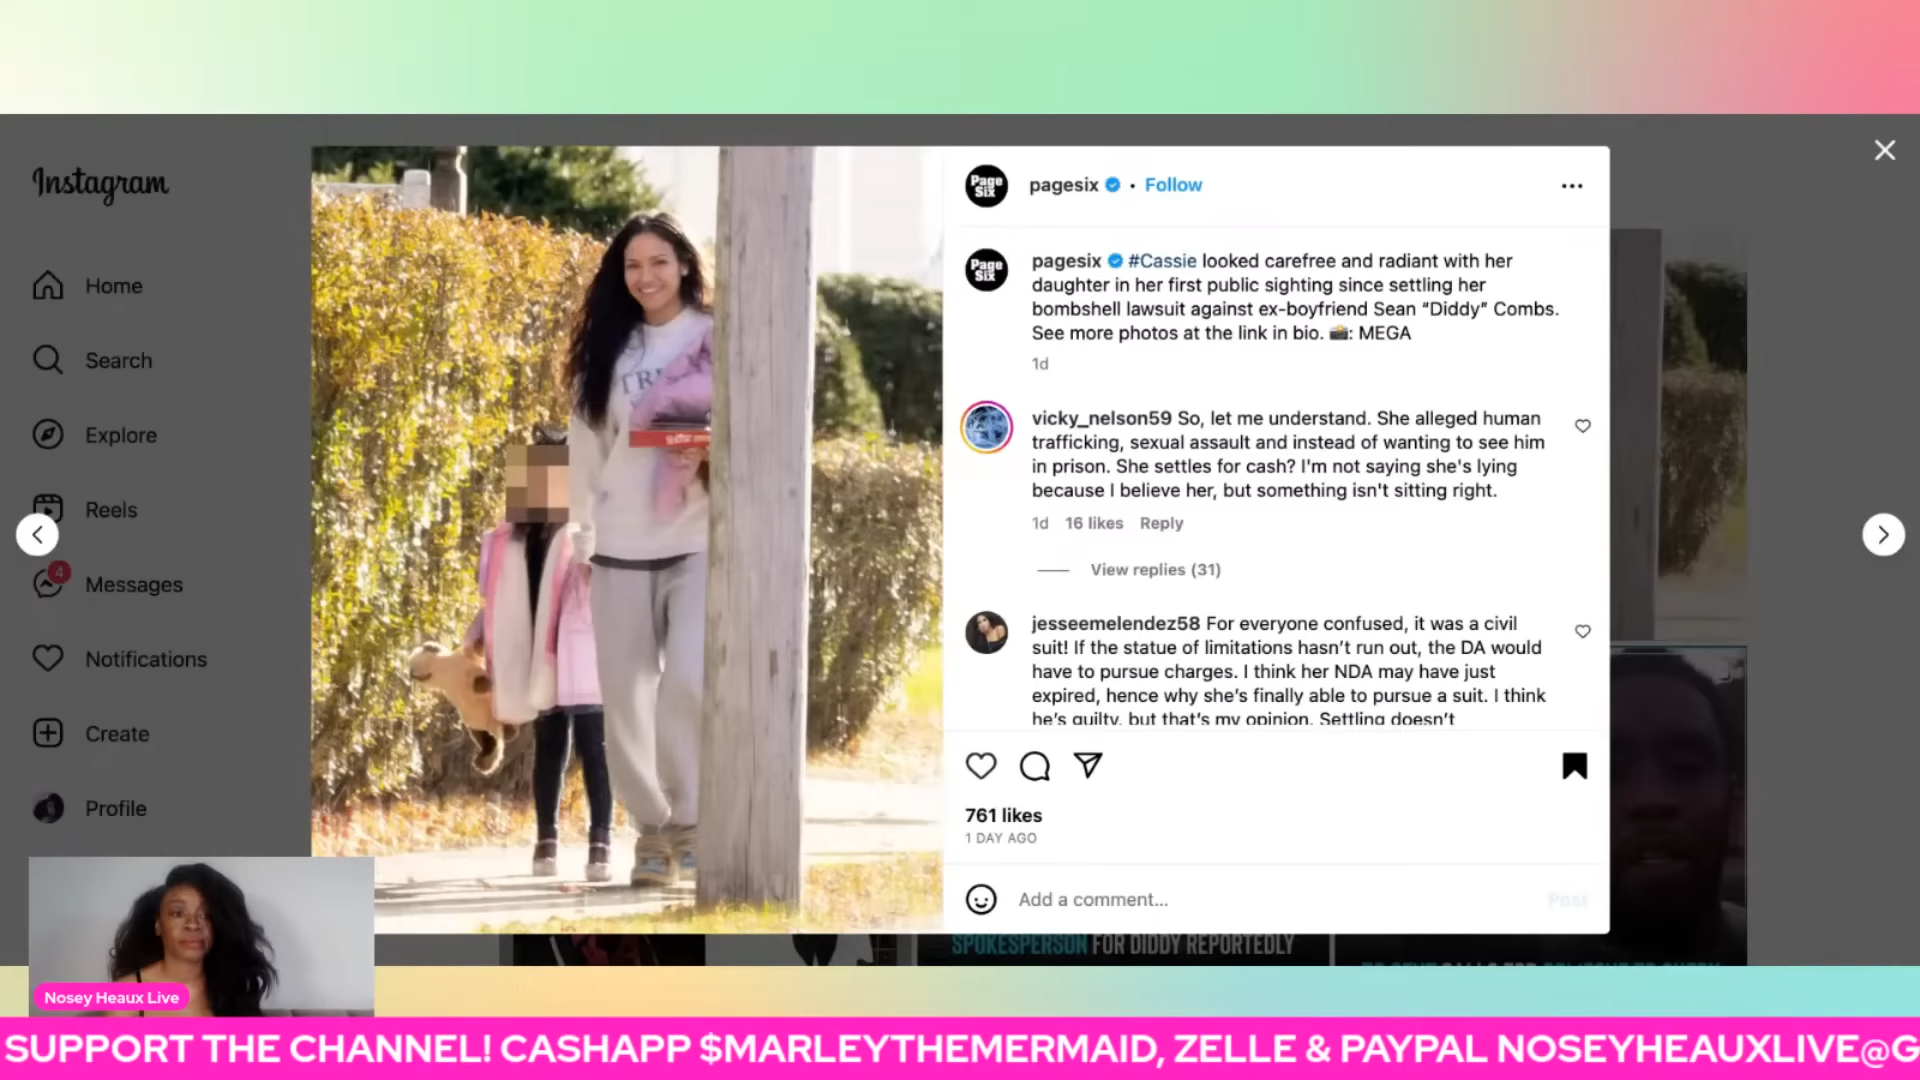 Instagram
Home
Search
Explore
Reels
4
Messages
Notifications
Create
Profile
TRI
Page
Six
pagesix • Follow
Page
Six
pagesix #Cassie looked carefree and radiant with her
daughter in her first public sighting since settling her
bombshell lawsuit against ex-boyfriend Sean “Diddy” Combs.
See more photos at the link in bio. 📸: MEGA
1d
vicky_nelson59 So, let me understand. She alleged human
trafficking, sexual assault and instead of wanting to see him
in prison. She settles for cash? I'm not saying she's lying
because I believe her, but something isn't sitting right.
1d 16 likes Reply
View replies (31)
jesseemelendez58 For everyone confused, it was a civil
suit! If the statue of limitations hasn’t run out, the DA would
have to pursue charges. I think her NDA may have just
expired, hence why she’s finally able to pursue a suit. I think
he’s guilty, but that’s my opinion. Settling doesn’t
761 likes
1 DAY AGO
Add a comment...
Post
SPOKESPERSON FOR DIDDY REPORTEDLY
Nosey Heaux Live
SUPPORT THE CHANNEL! CASHAPP $MARLEYTHEMERMAID, ZELLE & PAYPAL NOSEYHEAUXLIVE@G